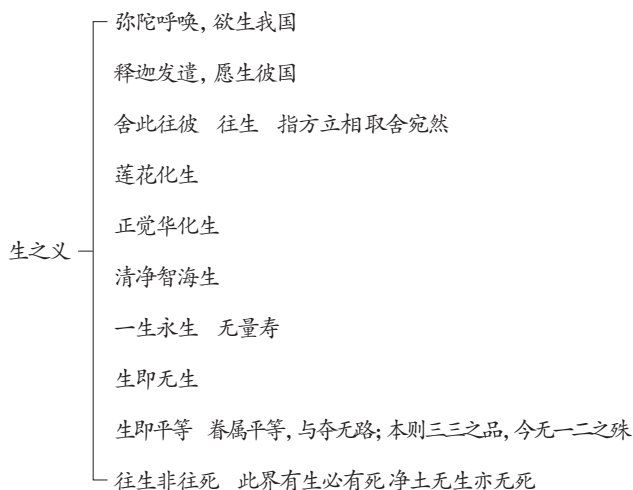 弥陀呼唤，欲生我国
释迦发遣，愿生彼国
舍此往彼 往生 指方立相取舍宛然
莲花化生
正觉华化生
生之义
清净智海生
一生永生 无量寿
生即无生
生即平等 眷属平等，与夺无路；本则三三之品，今无一二之殊
往生非往死 此界有生必有死净土无生亦无死